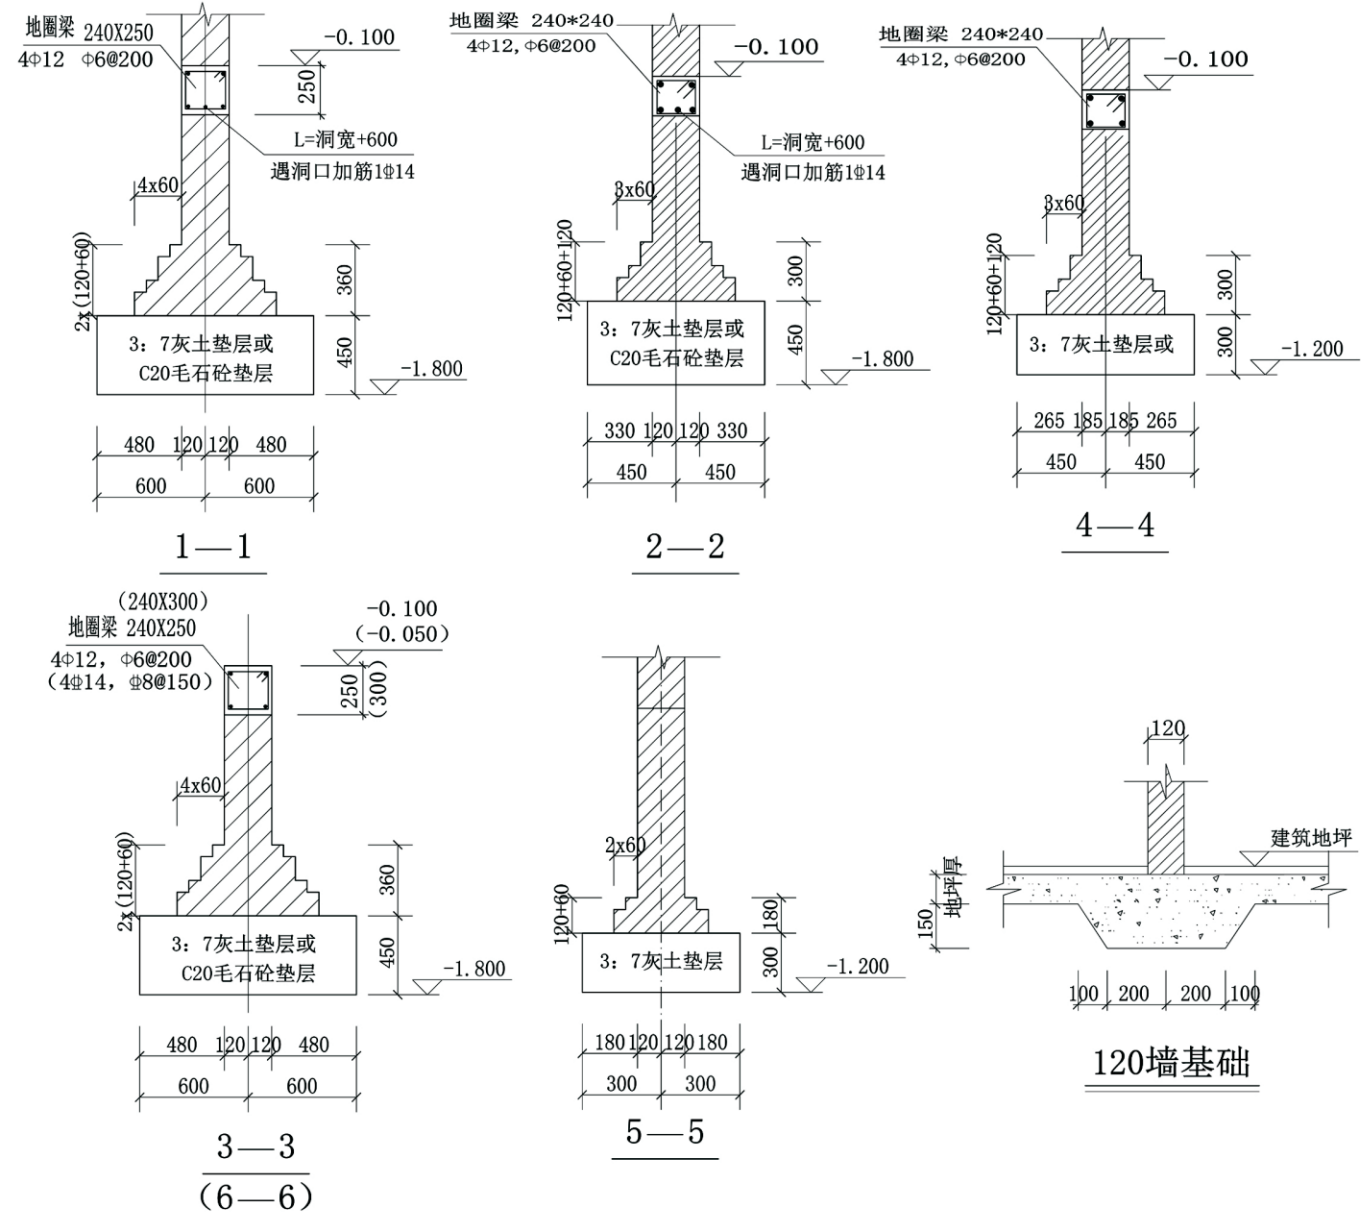 地圈梁 240X250
4Φ12 Φ6@200
-0.100
250
L=洞宽+600
遇洞口加筋1Φ14
4x60
2x(120+60)
360
3：7灰土垫层或
C20毛石砼垫层
450
-1.800
480 120 120 480
600 600
1—1
地圈梁 240*240
4Φ12,Φ6@200
-0.100
L=洞宽+600
遇洞口加筋1Φ14
3x60
120+60+120
300
3：7灰土垫层或
C20毛石砼垫层
450
-1.800
330 120 120 330
450 450
2—2
地圈梁 240*240
4Φ12,Φ6@200
-0.100
3x60
120+60+120
300
3：7灰土垫层或
300
-1.200
265 185 185 265
450 450
4—4
(240X300)
地圈梁 240X250
4Φ12，Φ6@200
(4Φ14，Φ8@150)
-0.100
(-0.050)
250
(300)
4x60
2x(120+60)
360
3：7灰土垫层或
C20毛石砼垫层
450
-1.800
480 120 120 480
600 600
3—3
(6—6)
2x60
120+60
180
3：7灰土垫层
300
-1.200
180 120 120 180
300 300
5—5
120
建筑地坪
地坪厚
150
100 200 200 100
120墙基础